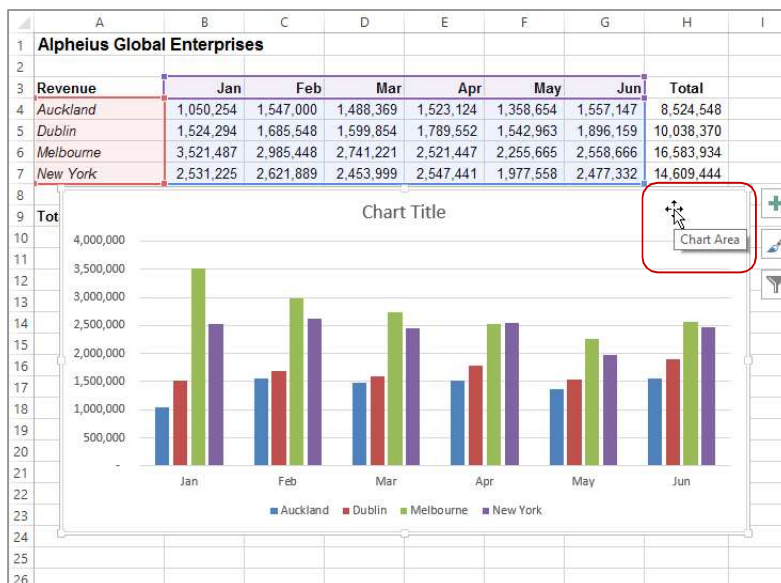 A B C D E F G H I
1 Alpheius Global Enterprises
2
3 Revenue Jan Feb Mar Apr May Jun Total
4 Auckland 1,050,254 1,547,000 1,488,369 1,523,124 1,358,654 1,557,147 8,524,548
5 Dublin 1,524,294 1,685,548 1,599,854 1,789,552 1,542,963 1,896,159 10,038,370
6 Melbourne 3,521,487 2,985,448 2,741,221 2,521,447 2,255,665 2,558,666 16,583,934
7 New York 2,531,225 2,621,889 2,453,999 2,547,441 1,977,558 2,477,332 14,609,444
8
9 Tot
10
11
12
13
14
15
16
17
18
19
20
21
22
23
24
25
26
Chart Title
Chart Area
4,000,000
3,500,000
3,000,000
2,500,000
2,000,000
1,500,000
1,000,000
500,000
-
Jan Feb Mar Apr May Jun
Auckland Dublin Melbourne New York